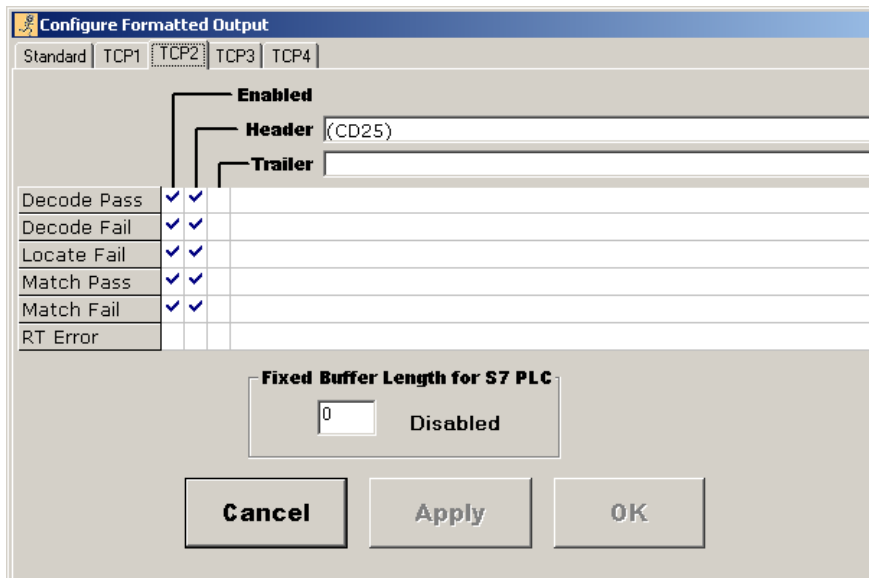 Configure Formatted Output
Standard TCP1 TCP2 TCP3 TCP4
Enabled
Header (CD25)
Trailer
Decode Pass
Decode Fail
Locate Fail
Match Pass
Match Fail
RT Error
Fixed Buffer Length for S7 PLC
0 Disabled
Cancel Apply OK